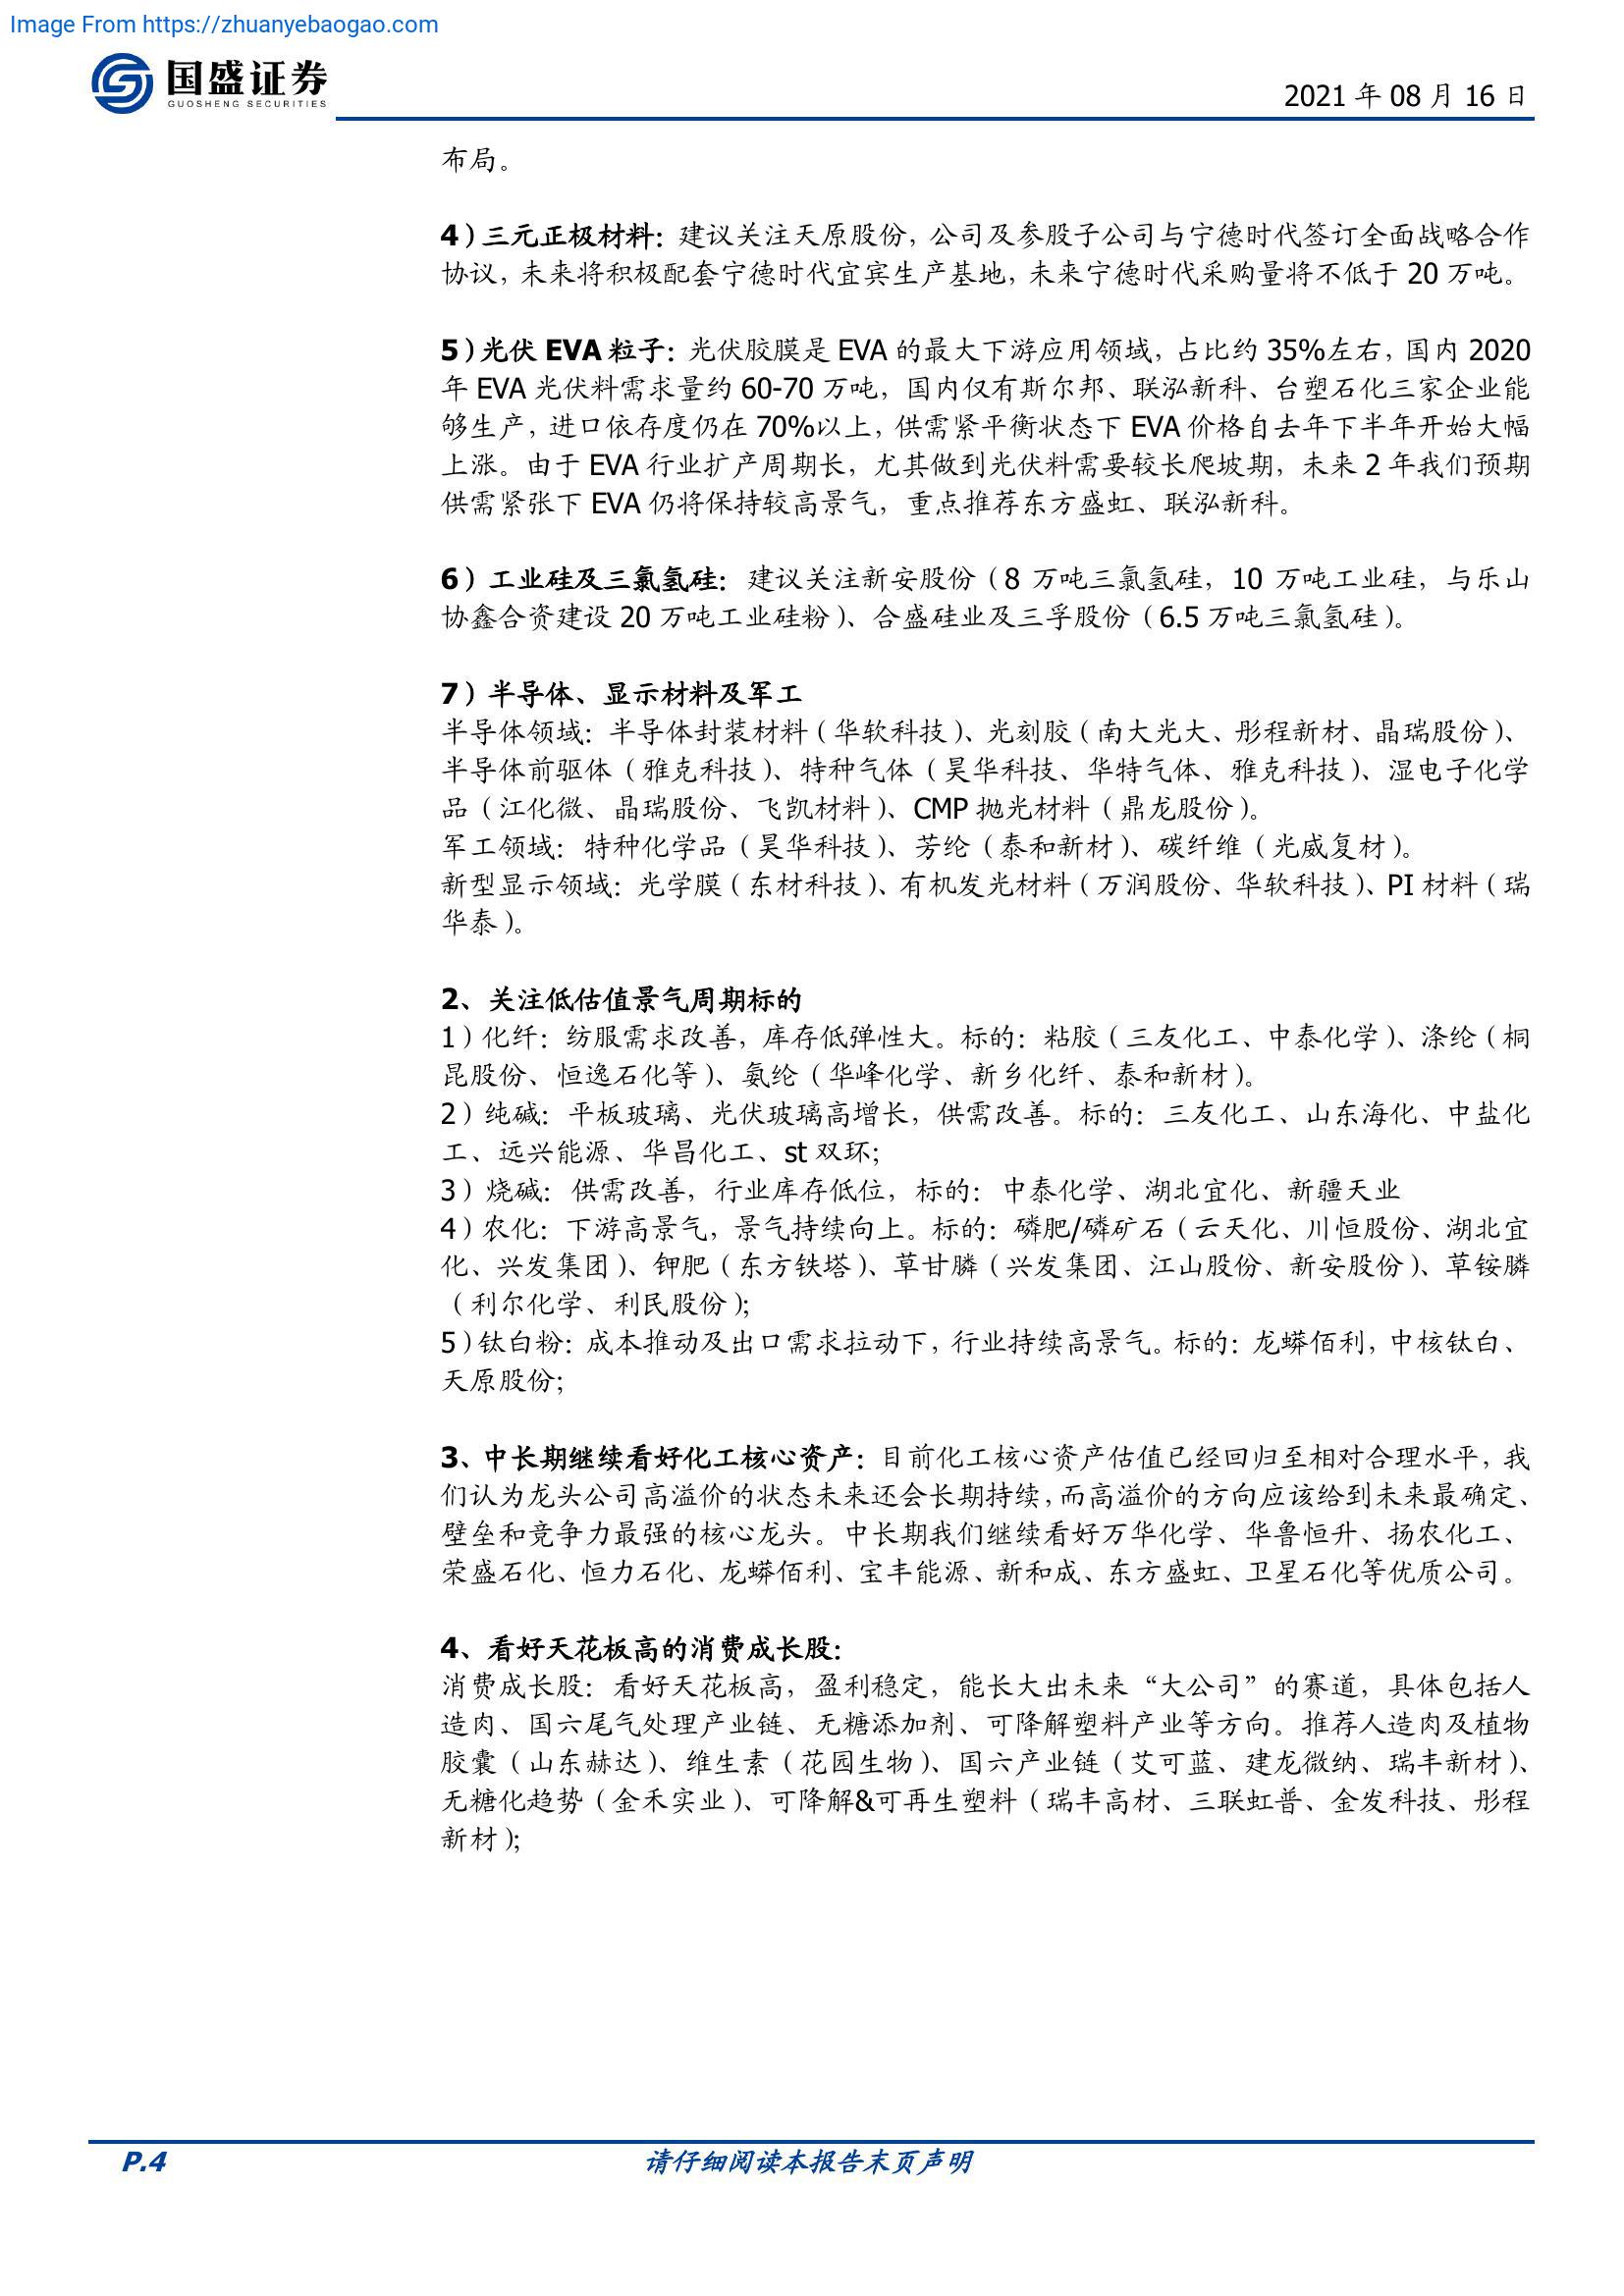 Image From https://zhuanyebaogao.com
国盛证券
GUOSHENG SECURITIES
2021 年 08 月 16 日
布局。
4）三元正极材料：建议关注天原股份，公司及参股子公司与宁德时代签订全面战略合作
协议，未来将积极配套宁德时代宜宾生产基地，未来宁德时代采购量将不低于 20 万吨。
5）光伏 EVA 粒子：光伏胶膜是 EVA 的最大下游应用领域，占比约 35%左右，国内 2020
年 EVA 光伏料需求量约 60-70 万吨，国内仅有斯尔邦、联泓新科、台塑石化三家企业能
够生产，进口依存度仍在 70%以上，供需紧平衡状态下 EVA 价格自去年下半年开始大幅
上涨。由于 EVA 行业扩产周期长，尤其做到光伏料需要较长爬坡期，未来 2 年我们预期
供需紧张下 EVA 仍将保持较高景气，重点推荐东方盛虹、联泓新科。
6）工业硅及三氯氢硅：建议关注新安股份（8 万吨三氯氢硅，10 万吨工业硅，与乐山
协鑫合资建设 20 万吨工业硅粉）、合盛硅业及三孚股份（6.5 万吨三氯氢硅）。
7）半导体、显示材料及军工
半导体领域：半导体封装材料（华软科技）、光刻胶（南大光大、彤程新材、晶瑞股份）、
半导体前驱体（雅克科技）、特种气体（昊华科技、华特气体、雅克科技）、湿电子化学
品（江化微、晶瑞股份、飞凯材料）、CMP 抛光材料（鼎龙股份）。
军工领域：特种化学品（昊华科技）、芳纶（泰和新材）、碳纤维（光威复材）。
新型显示领域：光学膜（东材科技）、有机发光材料（万润股份、华软科技）、PI 材料（瑞
华泰）。
2、关注低估值景气周期标的
1）化纤：纺服需求改善，库存低弹性大。标的：粘胶（三友化工、中泰化学）、涤纶（桐
昆股份、恒逸石化等）、氨纶（华峰化学、新乡化纤、泰和新材）。
2）纯碱：平板玻璃、光伏玻璃高增长，供需改善。标的：三友化工、山东海化、中盐化
工、远兴能源、华昌化工、st 双环；
3）烧碱：供需改善，行业库存低位，标的：中泰化学、湖北宜化、新疆天业
4）农化：下游高景气，景气持续向上。标的：磷肥/磷矿石（云天化、川恒股份、湖北宜
化、兴发集团）、钾肥（东方铁塔）、草甘膦（兴发集团、江山股份、新安股份）、草铵膦
（利尔化学、利民股份）；
5）钛白粉：成本推动及出口需求拉动下，行业持续高景气。标的：龙蟒佰利，中核钛白、
天原股份；
3、中长期继续看好化工核心资产：目前化工核心资产估值已经回归至相对合理水平，我
们认为龙头公司高溢价的状态未来还会长期持续，而高溢价的方向应该给到未来最确定、
壁垒和竞争力最强的核心龙头。中长期我们继续看好万华化学、华鲁恒升、扬农化工、
荣盛石化、恒力石化、龙蟒佰利、宝丰能源、新和成、东方盛虹、卫星石化等优质公司。
4、看好天花板高的消费成长股：
消费成长股：看好天花板高，盈利稳定，能长大出未来“大公司”的赛道，具体包括人
造肉、国六尾气处理产业链、无糖添加剂、可降解塑料产业等方向。推荐人造肉及植物
胶囊（山东赫达）、维生素（花园生物）、国六产业链（艾可蓝、建龙微纳、瑞丰新材）、
无糖化趋势（金禾实业）、可降解&可再生塑料（瑞丰高材、三联虹普、金发科技、彤程
新材）；
P.4
请仔细阅读本报告末页声明